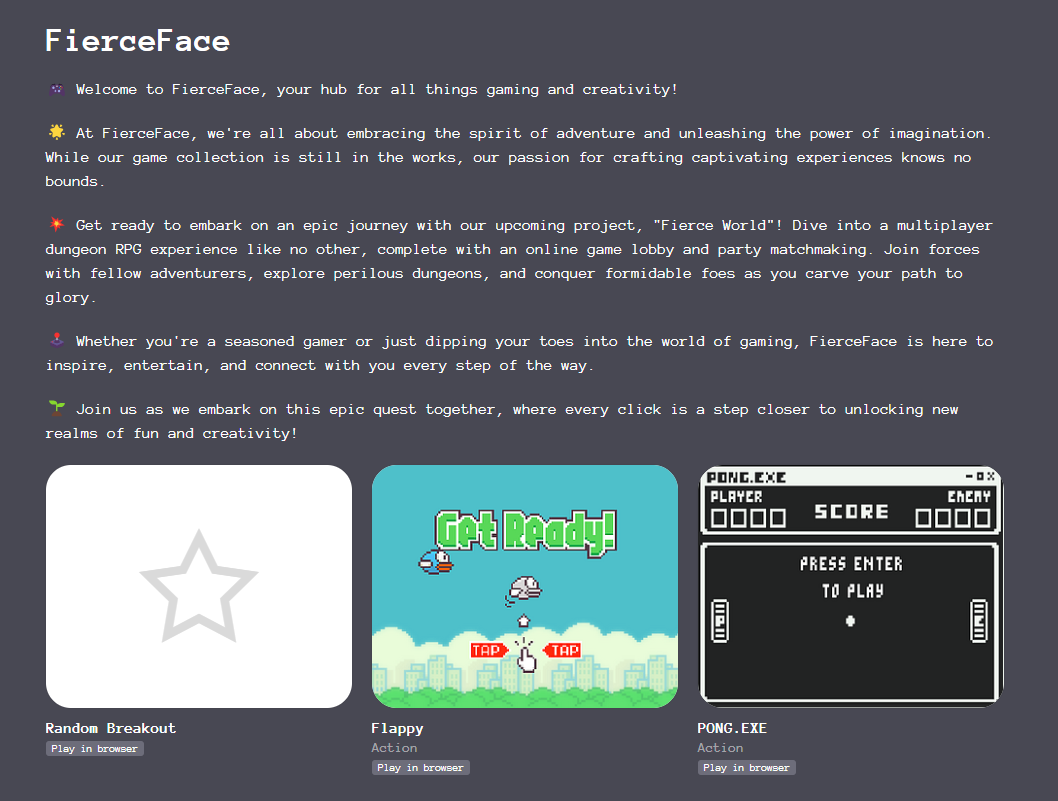 FierceFace
Welcome to FierceFace, your hub for all things gaming and creativity!
🌟 At FierceFace, we're all about embracing the spirit of adventure and unleashing the power of imagination.
While our game collection is still in the works, our passion for crafting captivating experiences knows no
bounds.
💥 Get ready to embark on an epic journey with our upcoming project, "Fierce World"! Dive into a multiplayer
dungeon RPG experience like no other, complete with an online game lobby and party matchmaking. Join forces
with fellow adventurers, explore perilous dungeons, and conquer formidable foes as you carve your path to
glory.
🕹️ Whether you're a seasoned gamer or just dipping your toes into the world of gaming, FierceFace is here to
inspire, entertain, and connect with you every step of the way.
🌱 Join us as we embark on this epic quest together, where every click is a step closer to unlocking new
realms of fun and creativity!
Get Ready!
TAP TAP
PONG.EXE
PLAYER SCORE ENEMY
PRESS ENTER
TO PLAY
P E
Random Breakout
Play in browser
Flappy
Action
Play in browser
PONG.EXE
Action
Play in browser